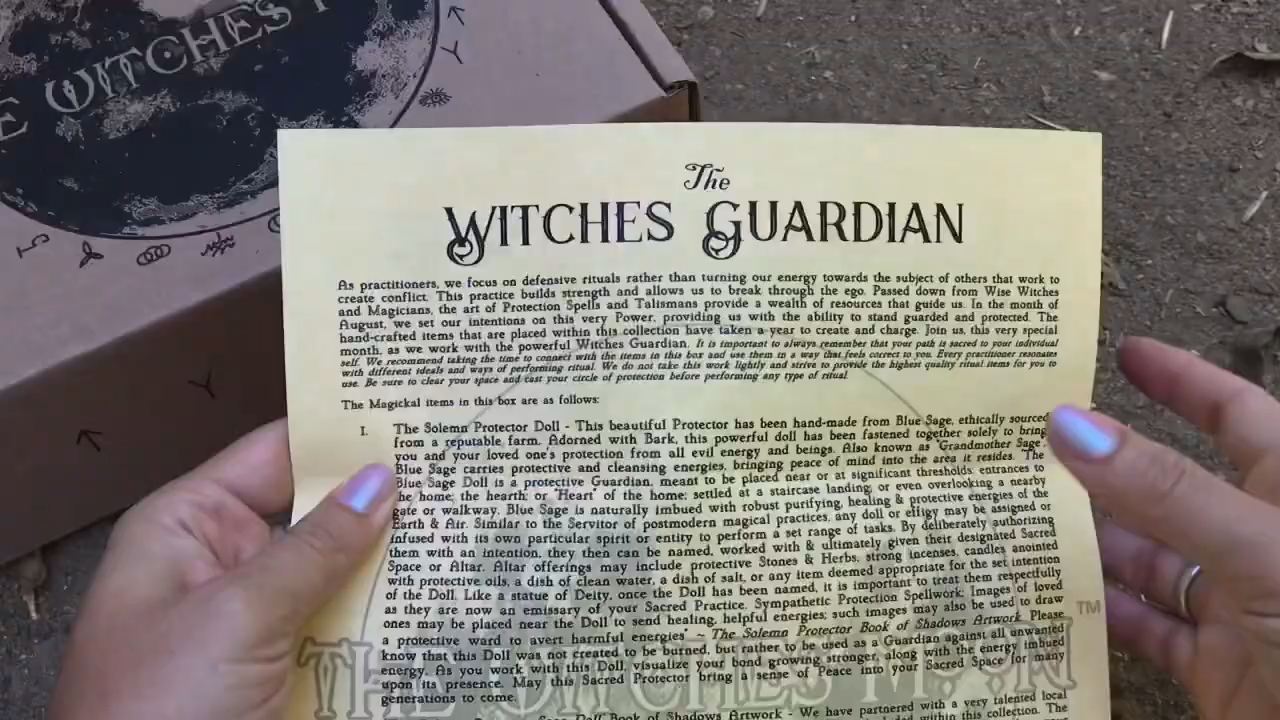 E WITCHES
The
WITCHES GUARDIAN
As practitioners, we focus on defensive rituals rather than turning our energy towards the subject of others that work to
create conflict. This practice builds strength and allows us to break through the ego. Passed down from Wise Witches
and Magicians, the art of Protection Spells and Talismans provide a wealth of resources that guide us. In the month of
August, we set our intentions on this very Power, providing us with the ability to stand guarded and protected. The
hand-crafted items that are placed within this collection have taken a year to create and charge. Join us, this very special
month, as we work with the powerful Witches Guardian. It is important to always remember that your path is sacred to your individual
self. We recommend taking the time to connect with the items in this box and use them in a way that feels correct to you. Every practitioner resonates
with different ideals and ways of performing ritual. We do not take this work lightly and strive to provide the highest quality ritual items for you to
use. Be sure to clear your space and cast your circle of protection before performing any type of ritual.
The Magickal items in this box are as follows:
I. The Solemn Protector Doll - This beautiful Protector has been hand-made from Blue Sage, ethically sourced
from a reputable farm. Adorned with Bark, this powerful doll has been fastened together solely to bring
you and your loved one's protection from all evil energy and beings. Also known as "Grandmother Sage",
Blue Sage carries protective and cleansing energies, bringing peace of mind into the area it resides. The
Blue Sage Doll is a protective Guardian, meant to be placed near or at significant thresholds: entrances to
the home; the hearth; or "Heart" of the home; settled at a staircase landing, or even overlooking a nearby
gate or walkway. Blue Sage is naturally imbued with robust purifying, healing & protective energies of the
Earth & Air. Similar to the Servitor of postmodern magical practices, any doll or effigy may be assigned or
infused with its own particular spirit or entity to perform a set range of tasks. By deliberately authorizing
them with an intention, they then can be named, worked with & ultimately given their designated Sacred
Space or Altar. Altar offerings may include protective Stones & Herbs, strong incenses, candles anointed
with protective oils, a dish of clean water, a dish of salt, or any item deemed appropriate for the set intention
of the Doll. Like a statue of Deity, once the Doll has been named, it is important to treat them respectfully
as they are now an emissary of your Sacred Practice. Sympathetic Protection Spellwork: Images of loved
ones may be placed near the Doll to send healing, helpful energies; such images may also be used to draw
a protective ward to avert harmful energies" - The Solemn Protector Book of Shadows Artwork Please
know that this Doll was not created to be burned, but rather to be used as a Guardian against all unwanted
energy. As you work with this Doll, visualize your bond growing stronger, along with the energy imbued
upon its presence. May this Sacred Protector bring a sense of Peace into your Sacred Space for many
generations to come.
Doll Book of Shadows Artwork - We have partnered with a very talented local
within this collection. The
THE WITCHES MOON
TM